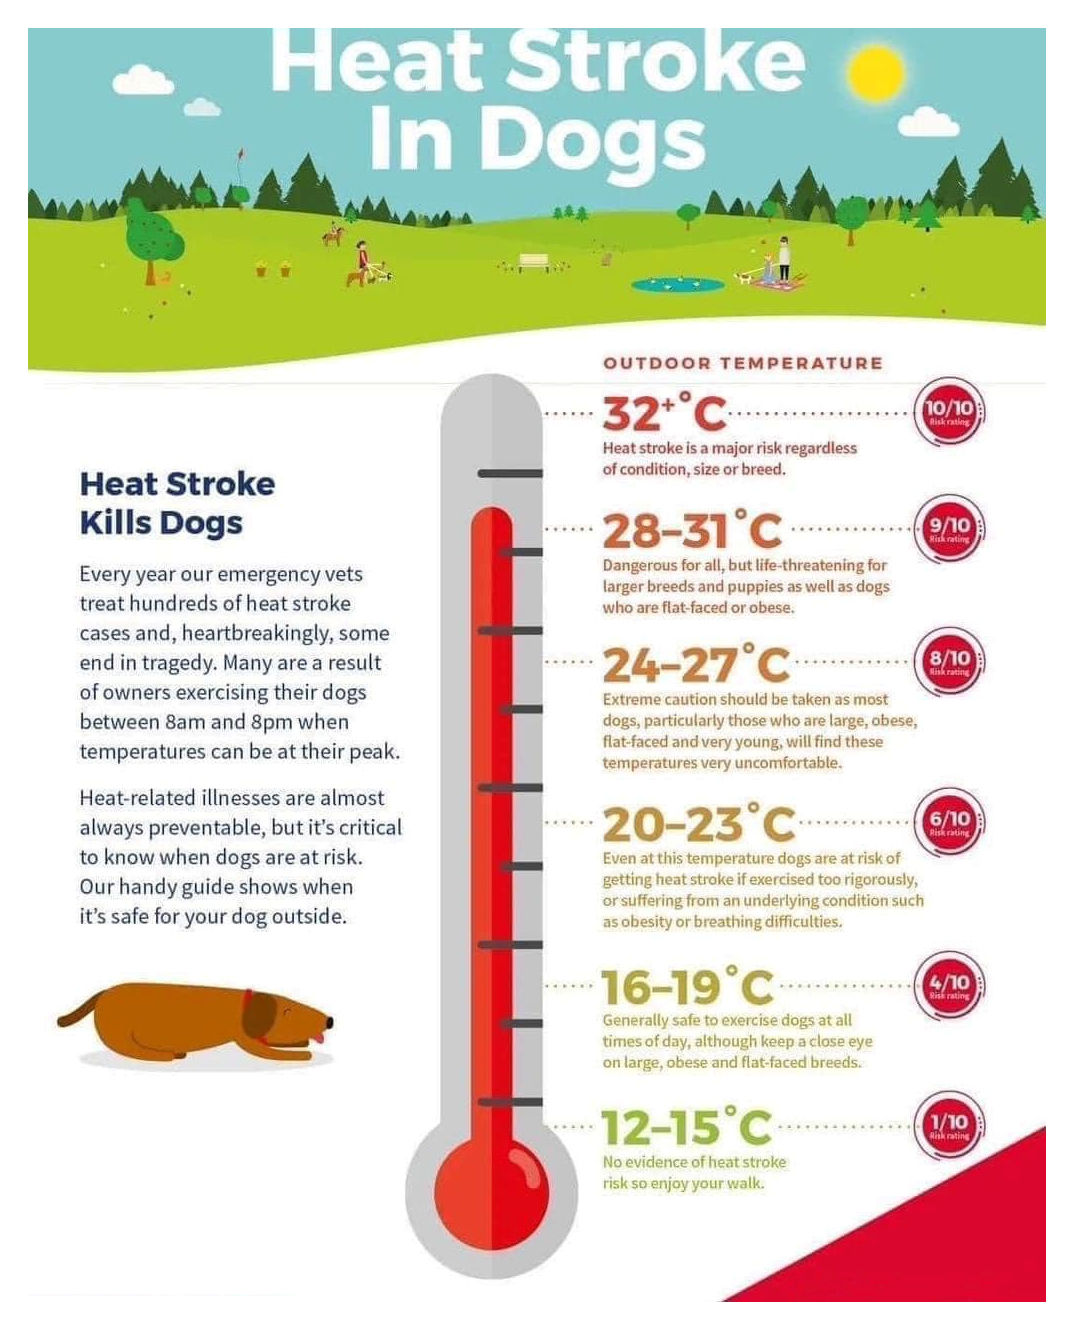 Heat Stroke
In Dogs
OUTDOOR TEMPERATURE
32+°C
10/10
Risk rating
Heat stroke is a major risk regardless
of condition, size or breed.
28–31°C
9/10
Risk rating
Dangerous for all, but life-threatening for
larger breeds and puppies as well as dogs
who are flat-faced or obese.
24–27°C
8/10
Risk rating
Extreme caution should be taken as most
dogs, particularly those who are large, obese,
flat-faced and very young, will find these
temperatures very uncomfortable.
20–23°C
6/10
Risk rating
Even at this temperature dogs are at risk of
getting heat stroke if exercised too rigorously,
or suffering from an underlying condition such
as obesity or breathing difficulties.
16–19°C
4/10
Risk rating
Generally safe to exercise dogs at all
times of day, although keep a close eye
on large, obese and flat-faced breeds.
12–15°C
1/10
Risk rating
No evidence of heat stroke
risk so enjoy your walk.
Heat Stroke
Kills Dogs
Every year our emergency vets
treat hundreds of heat stroke
cases and, heartbreakingly, some
end in tragedy. Many are a result
of owners exercising their dogs
between 8am and 8pm when
temperatures can be at their peak.
Heat-related illnesses are almost
always preventable, but it's critical
to know when dogs are at risk.
Our handy guide shows when
it's safe for your dog outside.